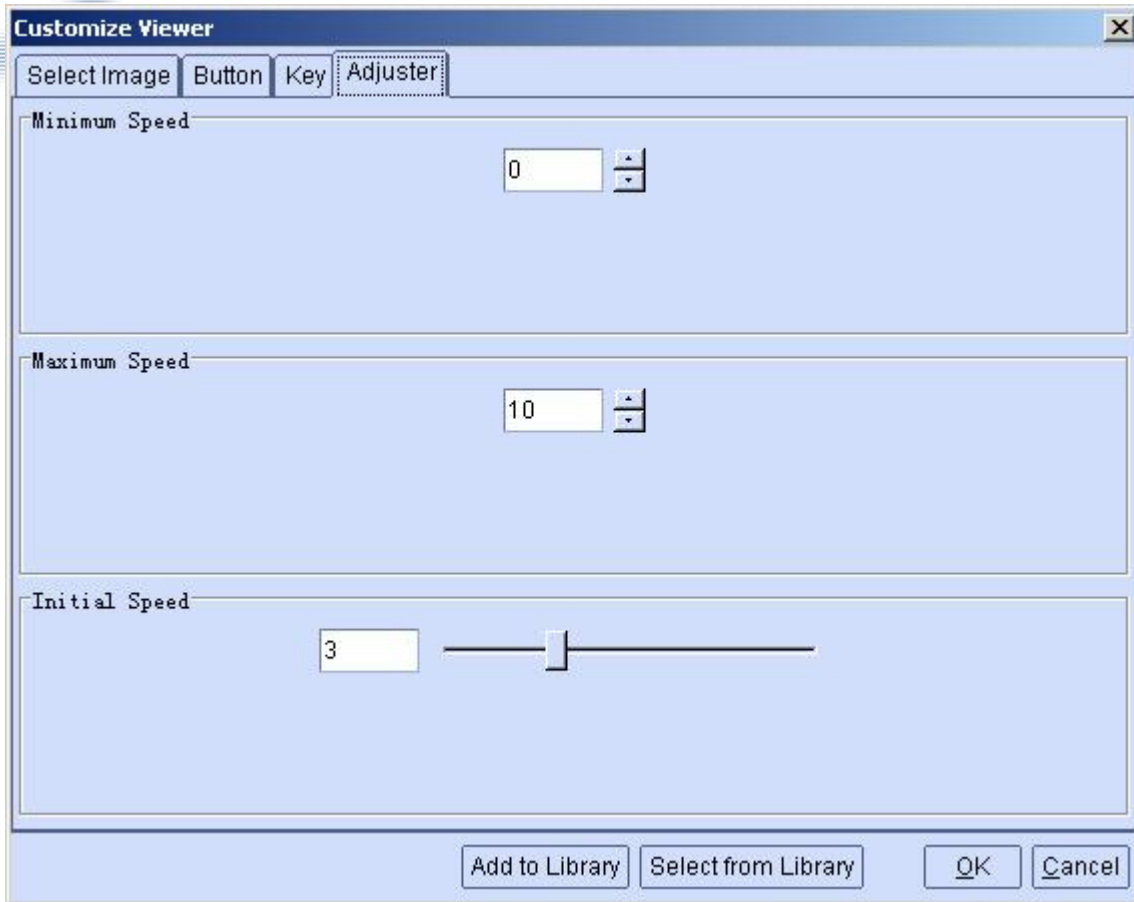 Customize Viewer
Select Image Button Key Adjuster
Minimum Speed
0
Maximum Speed
10
Initial Speed
3
Add to Library Select from Library OK Cancel